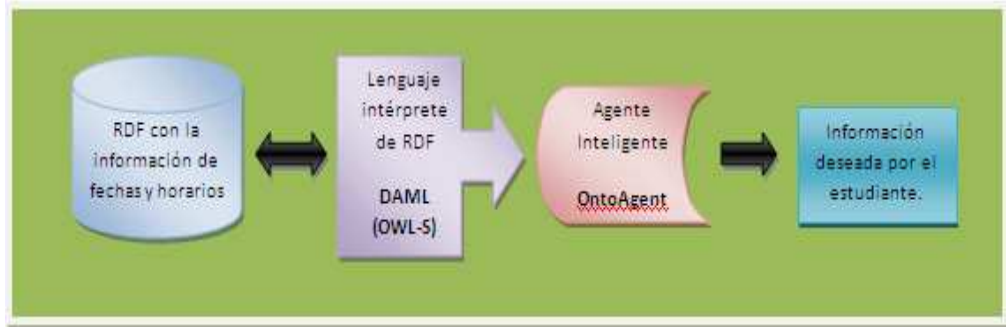 RDF con la
información de
fechas y horarios
Lenguaje
intérprete
de RDF
DAML
(OWL-S)
Agente
Inteligente
OntoAgent
Información
deseada por el
estudiante.